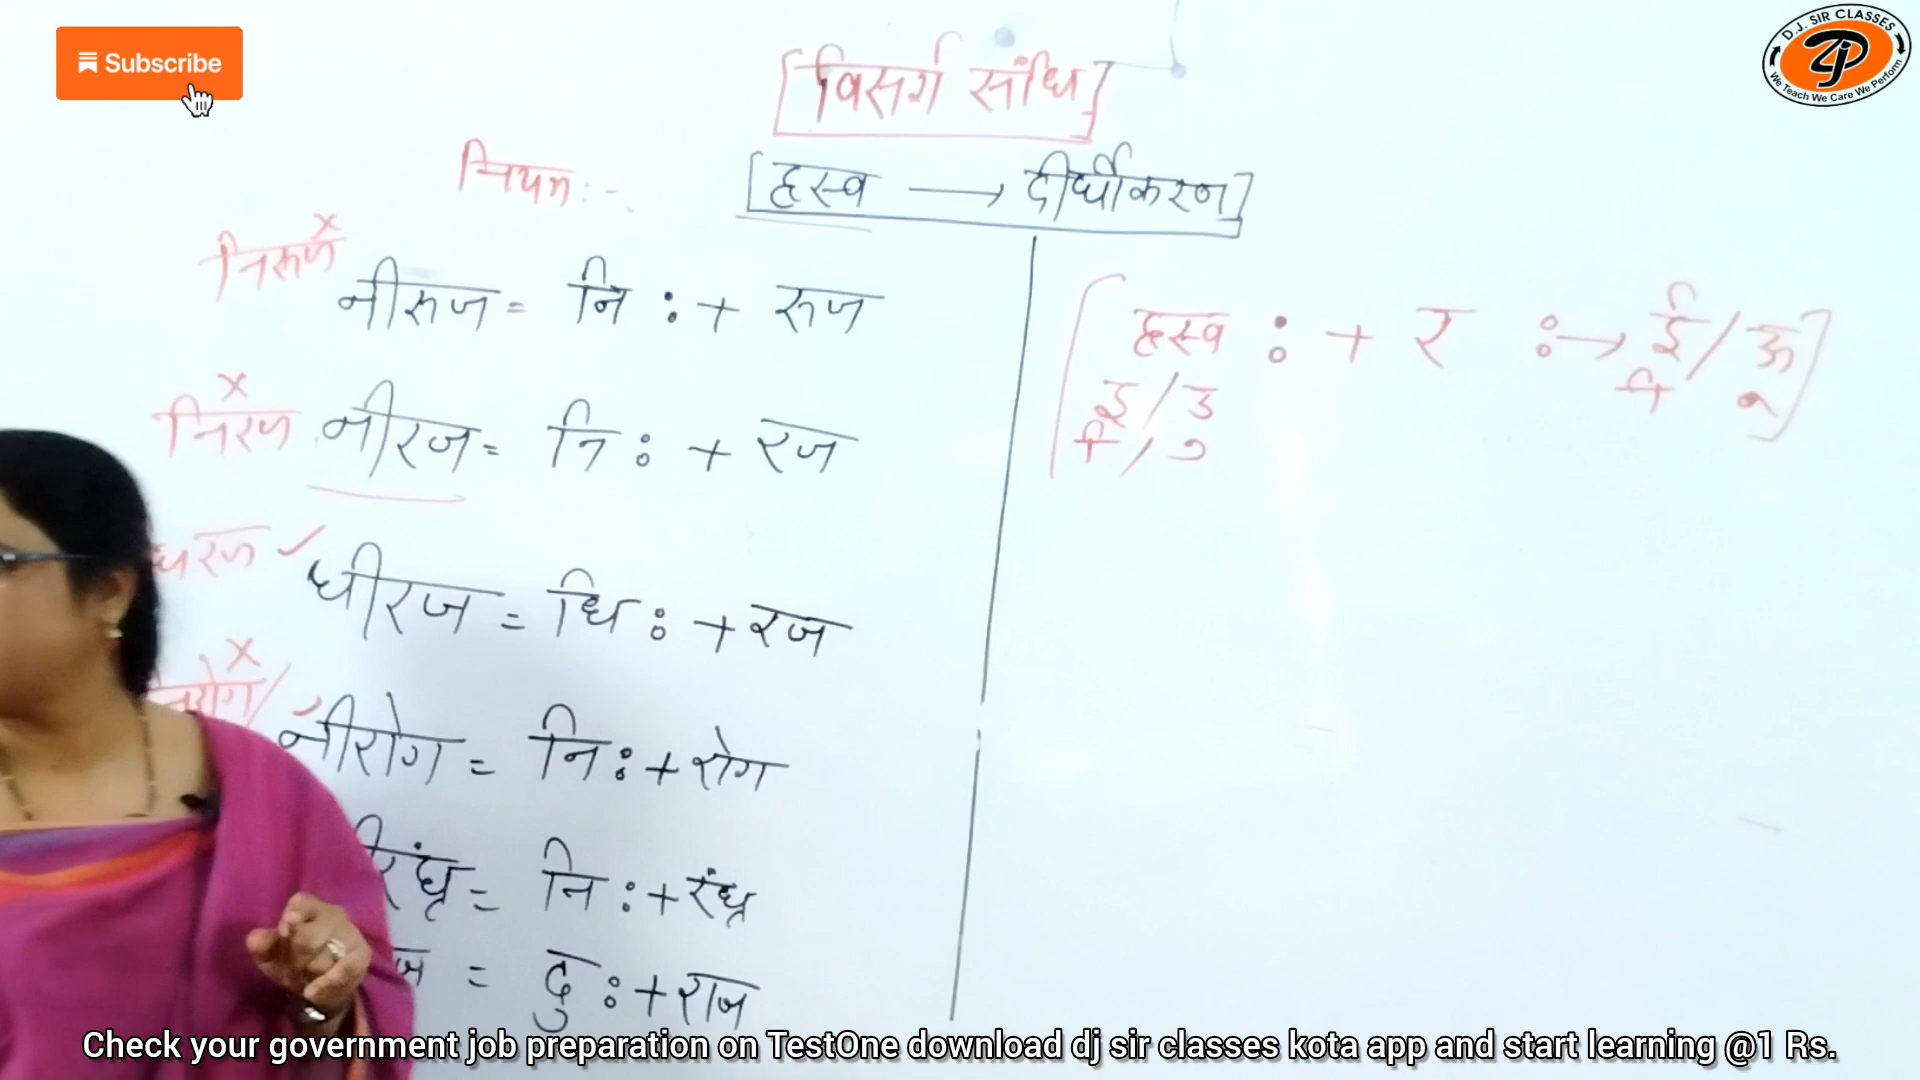 Subscribe
D.J. SIR CLASSES
We Teach We Care We Perform
[विसर्ग संधि]
नियम :-
[ह्रस्व → दीर्घीकरण]
निरुज ×
नीरुज = नि : + रुज
निरज ×
नीरज = नि : + रज
धीरज = धि : + रज
नीरोग = नि : + रोग
नि : + रंध्र
= दु : + राज
[ह्रस्व : + र : → ई / ऊ]
इ / उ
ि / ु
ी ू
Check your government job preparation on TestOne download dj sir classes kota app and start learning @1 Rs.